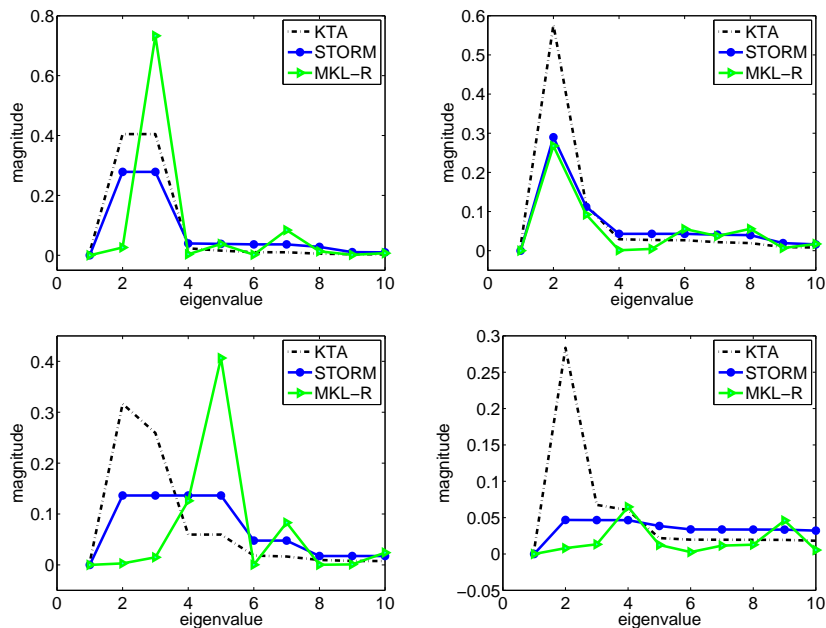 0.8
0.6
0.4
0.2
0
magnitude
0 2 4 6 8 10
eigenvalue
KTA
STORM
MKL−R
0.6
0.5
0.4
0.3
0.2
0.1
0
magnitude
0 2 4 6 8 10
eigenvalue
KTA
STORM
MKL−R
0.4
0.3
0.2
0.1
0
magnitude
0 2 4 6 8 10
eigenvalue
KTA
STORM
MKL−R
0.3
0.25
0.2
0.15
0.1
0.05
0
−0.05
magnitude
0 2 4 6 8 10
eigenvalue
KTA
STORM
MKL−R